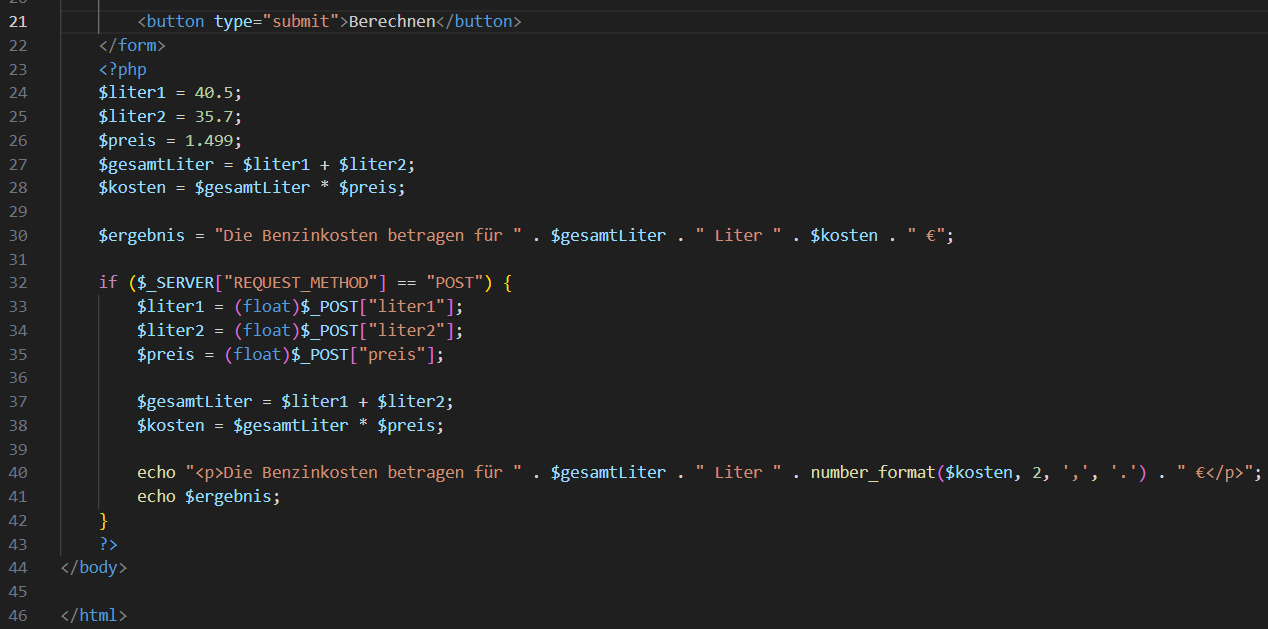 21 <button type="submit">Berechnen</button>
22 </form>
23 <?php
24 $liter1 = 40.5;
25 $liter2 = 35.7;
26 $preis = 1.499;
27 $gesamtLiter = $liter1 + $liter2;
28 $kosten = $gesamtLiter * $preis;
29
30 $ergebnis = "Die Benzinkosten betragen für " . $gesamtLiter . " Liter " . $kosten . " €";
31
32 if ($_SERVER["REQUEST_METHOD"] == "POST") {
33 $liter1 = (float)$_POST["liter1"];
34 $liter2 = (float)$_POST["liter2"];
35 $preis = (float)$_POST["preis"];
36
37 $gesamtLiter = $liter1 + $liter2;
38 $kosten = $gesamtLiter * $preis;
39
40 echo "<p>Die Benzinkosten betragen für " . $gesamtLiter . " Liter " . number_format($kosten, 2, ',', '.') . " €</p>";
41 echo $ergebnis;
42 }
43 ?>
44 </body>
45
46 </html>